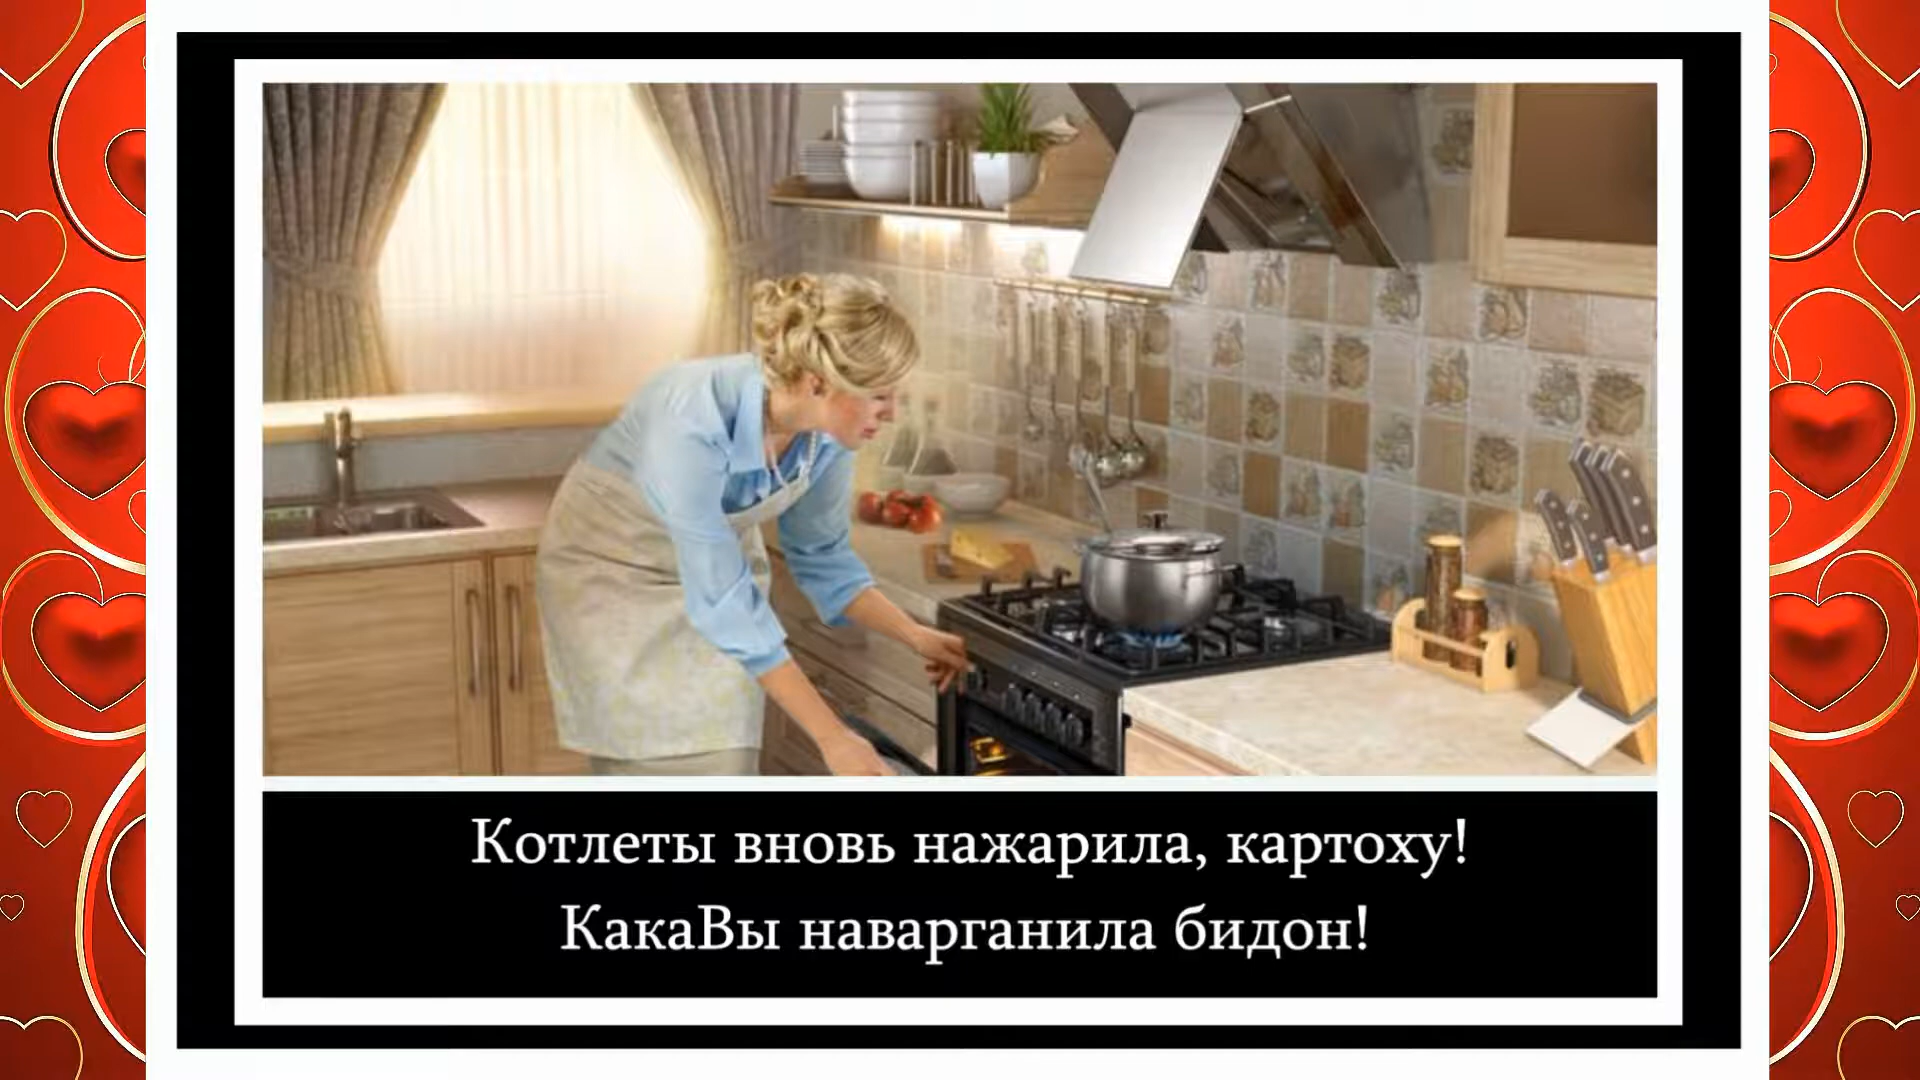 Котлеты вновь нажарила, картоху!
КакаВы наварганила бидон!